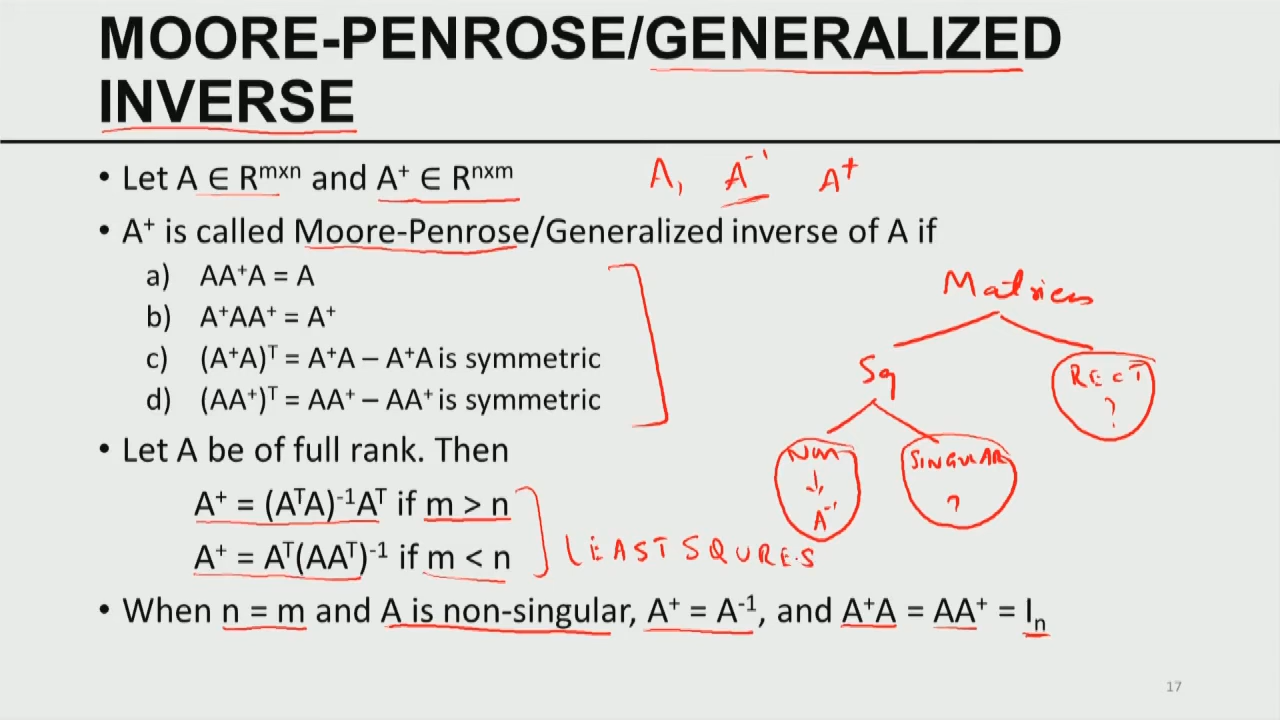 MOORE-PENROSE/GENERALIZED
INVERSE
• Let A ∈ Rᵐˣⁿ and A⁺ ∈ Rⁿˣᵐ
A, A⁻¹ A⁺
• A⁺ is called Moore-Penrose/Generalized inverse of A if
a) AA⁺A = A
b) A⁺AA⁺ = A⁺
c) (A⁺A)ᵀ = A⁺A – A⁺A is symmetric
d) (AA⁺)ᵀ = AA⁺ – AA⁺ is symmetric
Matrices
Sq
RECT
?
Non
↓
A⁻¹
SINGULAR
?
• Let A be of full rank. Then
A⁺ = (AᵀA)⁻¹Aᵀ if m > n
A⁺ = Aᵀ(AAᵀ)⁻¹ if m < n
LEAST SQURES
• When n = m and A is non-singular, A⁺ = A⁻¹, and A⁺A = AA⁺ = Iₙ
17